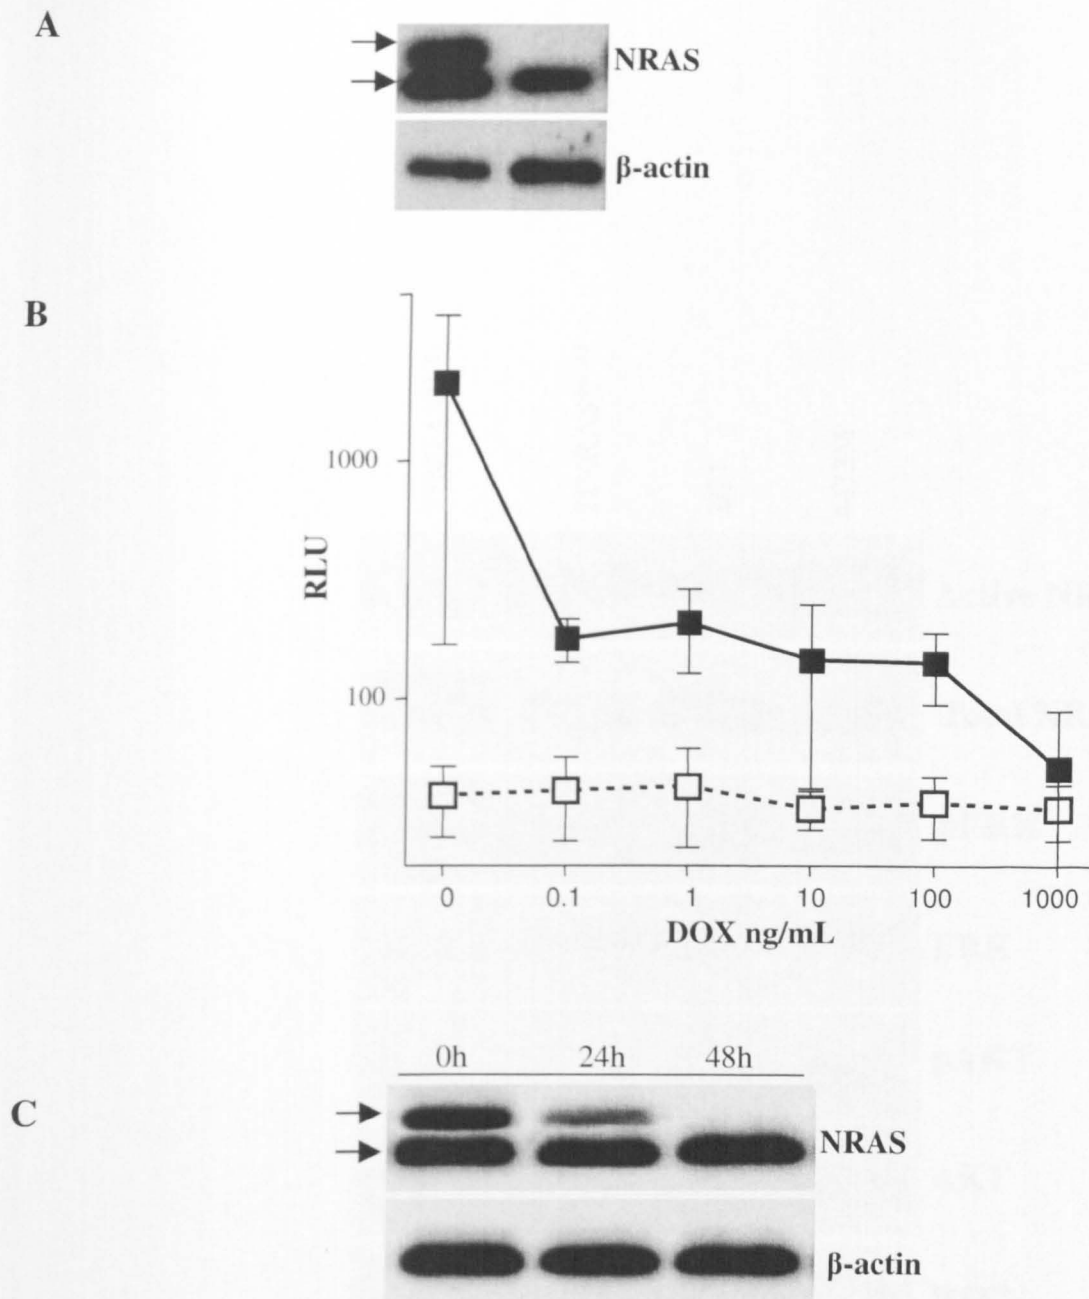 A
NRAS
β-actin
B
1000
RLU
100
0 0.1 1 10 100 1000
DOX ng/mL
0h 24h 48h
C
NRAS
β-actin